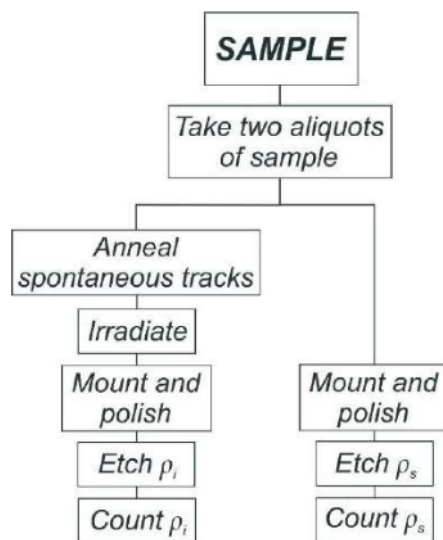 SAMPLE
Take two aliquots
of sample
Anneal
spontaneous tracks
Irradiate
Mount and
polish
Etch ρᵢ
Count ρᵢ
Mount and
polish
Etch ρₛ
Count ρₛ